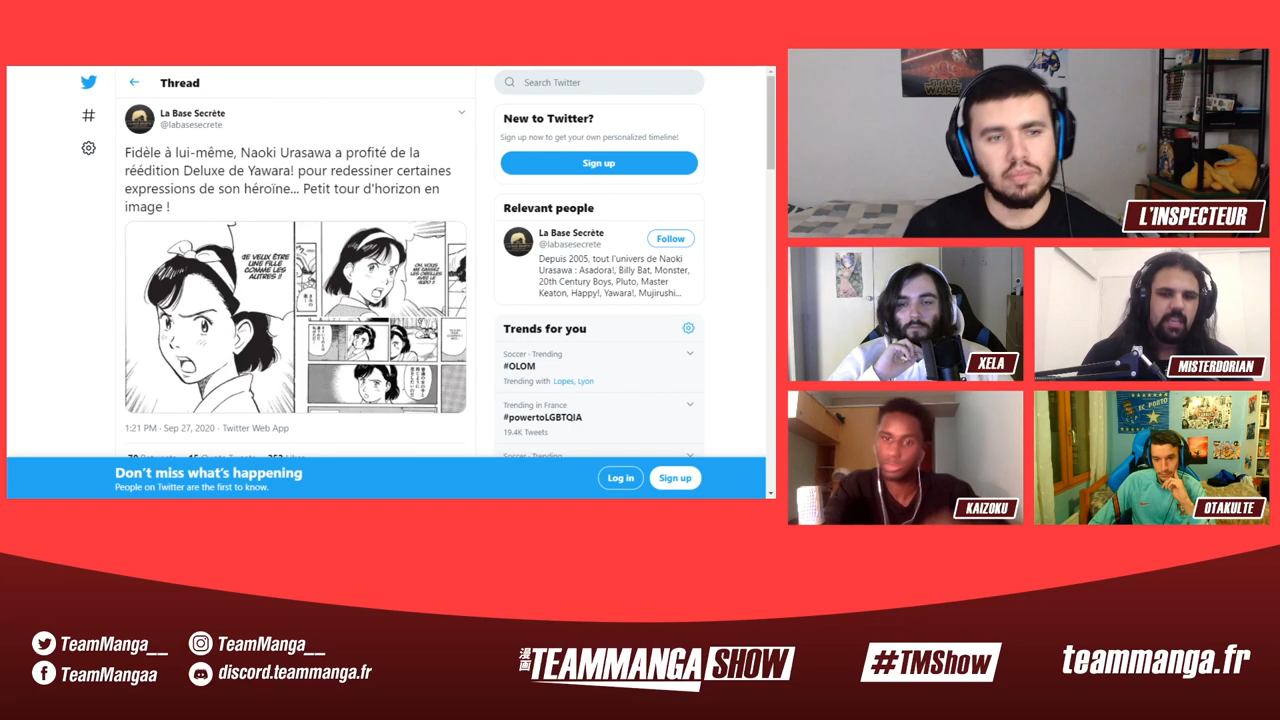 Thread
Search Twitter
La Base Secrète
@labasesecrete
Fidèle à lui-même, Naoki Urasawa a profité de la
réédition Deluxe de Yawara! pour redessiner certaines
expressions de son héroïne... Petit tour d'horizon en
image !
JE VEUX ÊTRE
UNE FILLE
COMME LES
AUTRES !!
1:21 PM · Sep 27, 2020 · Twitter Web App
New to Twitter?
Sign up now to get your own personalized timeline!
Sign up
Relevant people
La Base Secrète
@labasesecrete
Follow
Depuis 2005, tout l'univers de Naoki
Urasawa : Asadora!, Billy Bat, Monster,
20th Century Boys, Pluto, Master
Keaton, Happy!, Yawara!, Mujirushi...
Trends for you
Soccer · Trending
#OLOM
Trending with Lopes, Lyon
Trending in France
#powertoLGBTQIA
19.4K Tweets
Don't miss what's happening
People on Twitter are the first to know.
Log in
Sign up
STAR
WARS
L'INSPECTEUR
XELA
MISTERDORIAN
KAIZOKU
F.C. PORTO
OTAKULTE
TeamManga__
TeamManga__
TeamMangaa
discord.teammanga.fr
漫画
TEAMMANGA SHOW
#TMShow
teammanga.fr